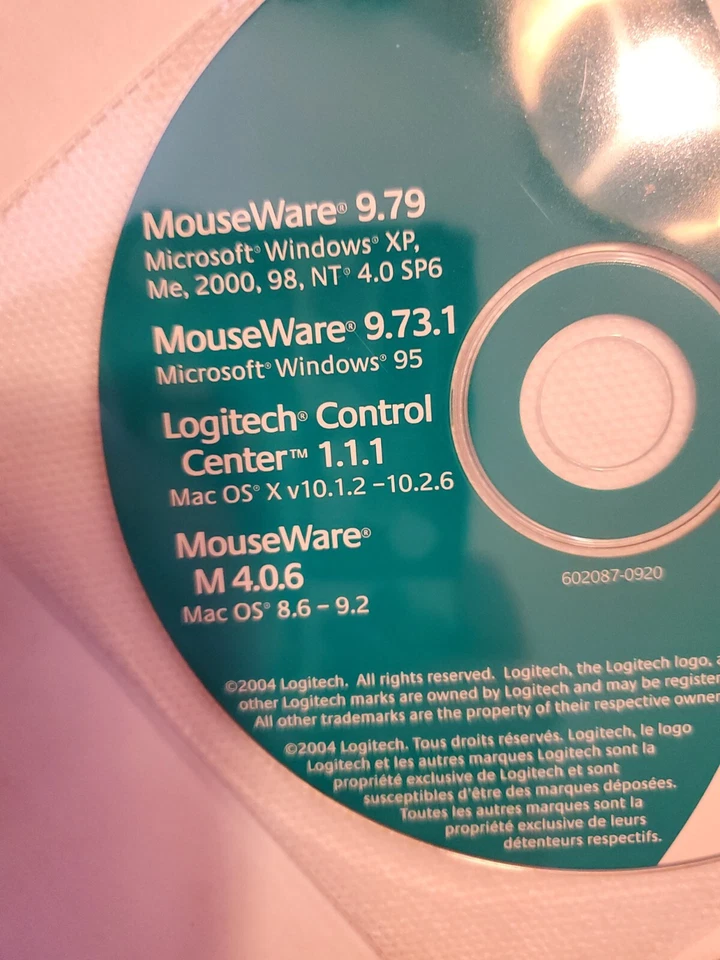 MouseWare® 9.79
Microsoft® Windows® XP,
Me, 2000, 98, NT® 4.0 SP6
MouseWare® 9.73.1
Microsoft® Windows® 95
Logitech® Control
Center™ 1.1.1
Mac OS® X v10.1.2 –10.2.6
MouseWare®
M 4.0.6
Mac OS® 8.6 – 9.2
602087-0920
©2004 Logitech. All rights reserved. Logitech, the Logitech logo,
other Logitech marks are owned by Logitech and may be register
All other trademarks are the property of their respective owner
©2004 Logitech. Tous droits réservés. Logitech, le logo
Logitech et les autres marques Logitech sont la
propriété exclusive de Logitech et sont
susceptibles d'être des marques déposées.
Toutes les autres marques sont la
propriété exclusive de leurs
détenteurs respectifs.